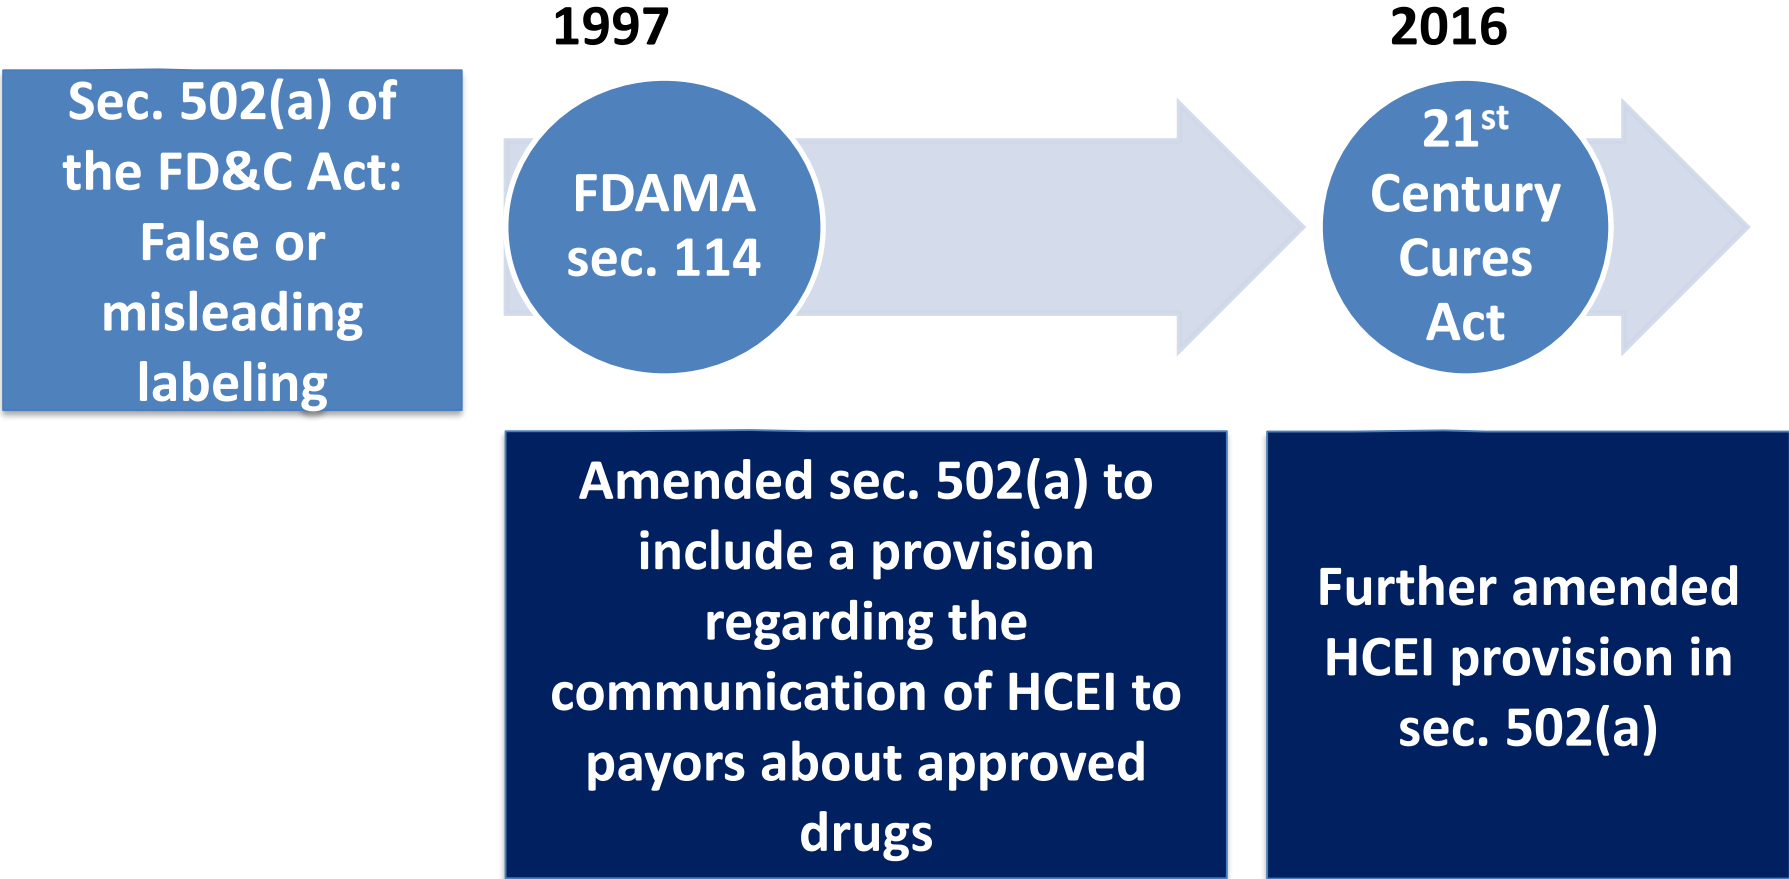 1997
2016
Sec. 502(a) of
the FD&C Act:
False or
misleading
labeling
FDAMA
sec. 114
21st
Century
Cures
Act
Amended sec. 502(a) to
include a provision
regarding the
communication of HCEI to
payors about approved
drugs
Further amended
HCEI provision in
sec. 502(a)